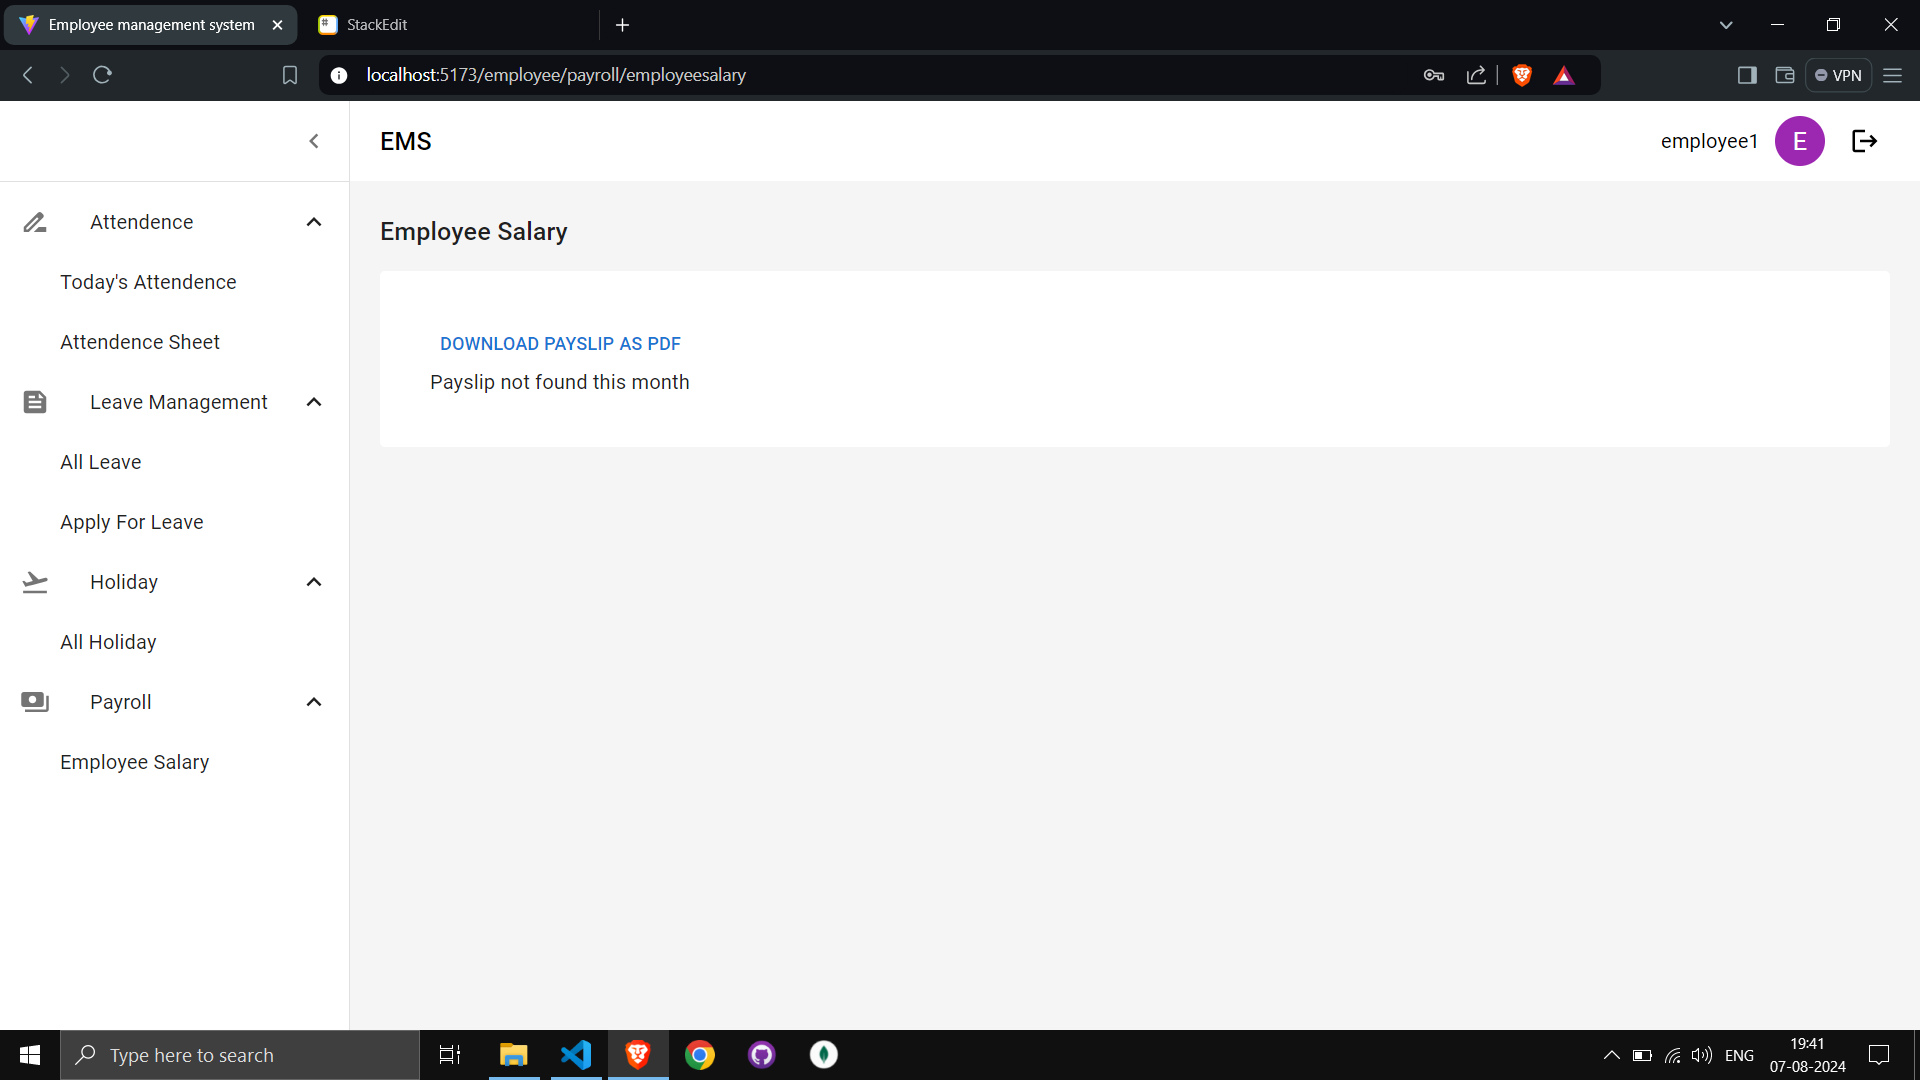 Employee management system
StackEdit
localhost:5173/employee/payroll/employeesalary
VPN
EMS
employee1
E
Attendence
Today's Attendence
Attendence Sheet
Leave Management
All Leave
Apply For Leave
Holiday
All Holiday
Payroll
Employee Salary
Employee Salary
DOWNLOAD PAYSLIP AS PDF
Payslip not found this month
Type here to search
ENG
19:41
07-08-2024